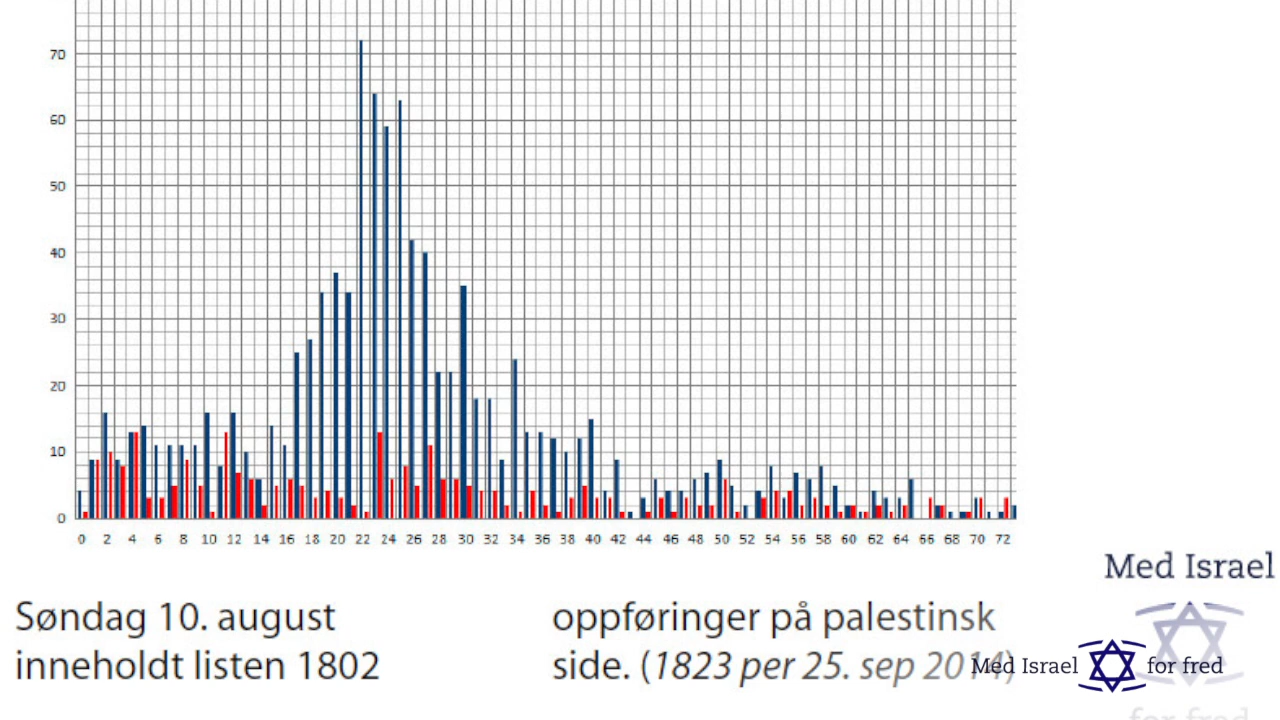 70
60
50
40
30
20
10
0
0 2 4 6 8 10 12 14 16 18 20 22 24 26 28 30 32 34 36 38 40 42 44 46 48 50 52 54 56 58 60 62 64 66 68 70 72
Søndag 10. august
inneholdt listen 1802
oppføringer på palestinsk
side. (1823 per 25. sep 2014)
Med Israel
for fred
Med Israel for fred